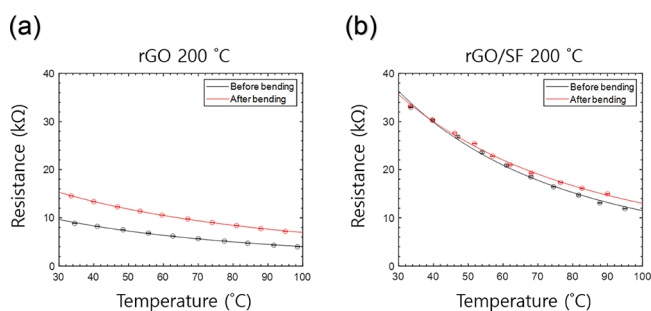 (a)
rGO 200 ˚C
Resistance (kΩ)
40
30
20
10
0
Before bending
After bending
30 40 50 60 70 80 90 100
Temperature (˚C)
(b)
rGO/SF 200 ˚C
Resistance (kΩ)
40
30
20
10
0
Before bending
After bending
30 40 50 60 70 80 90 100
Temperature (˚C)